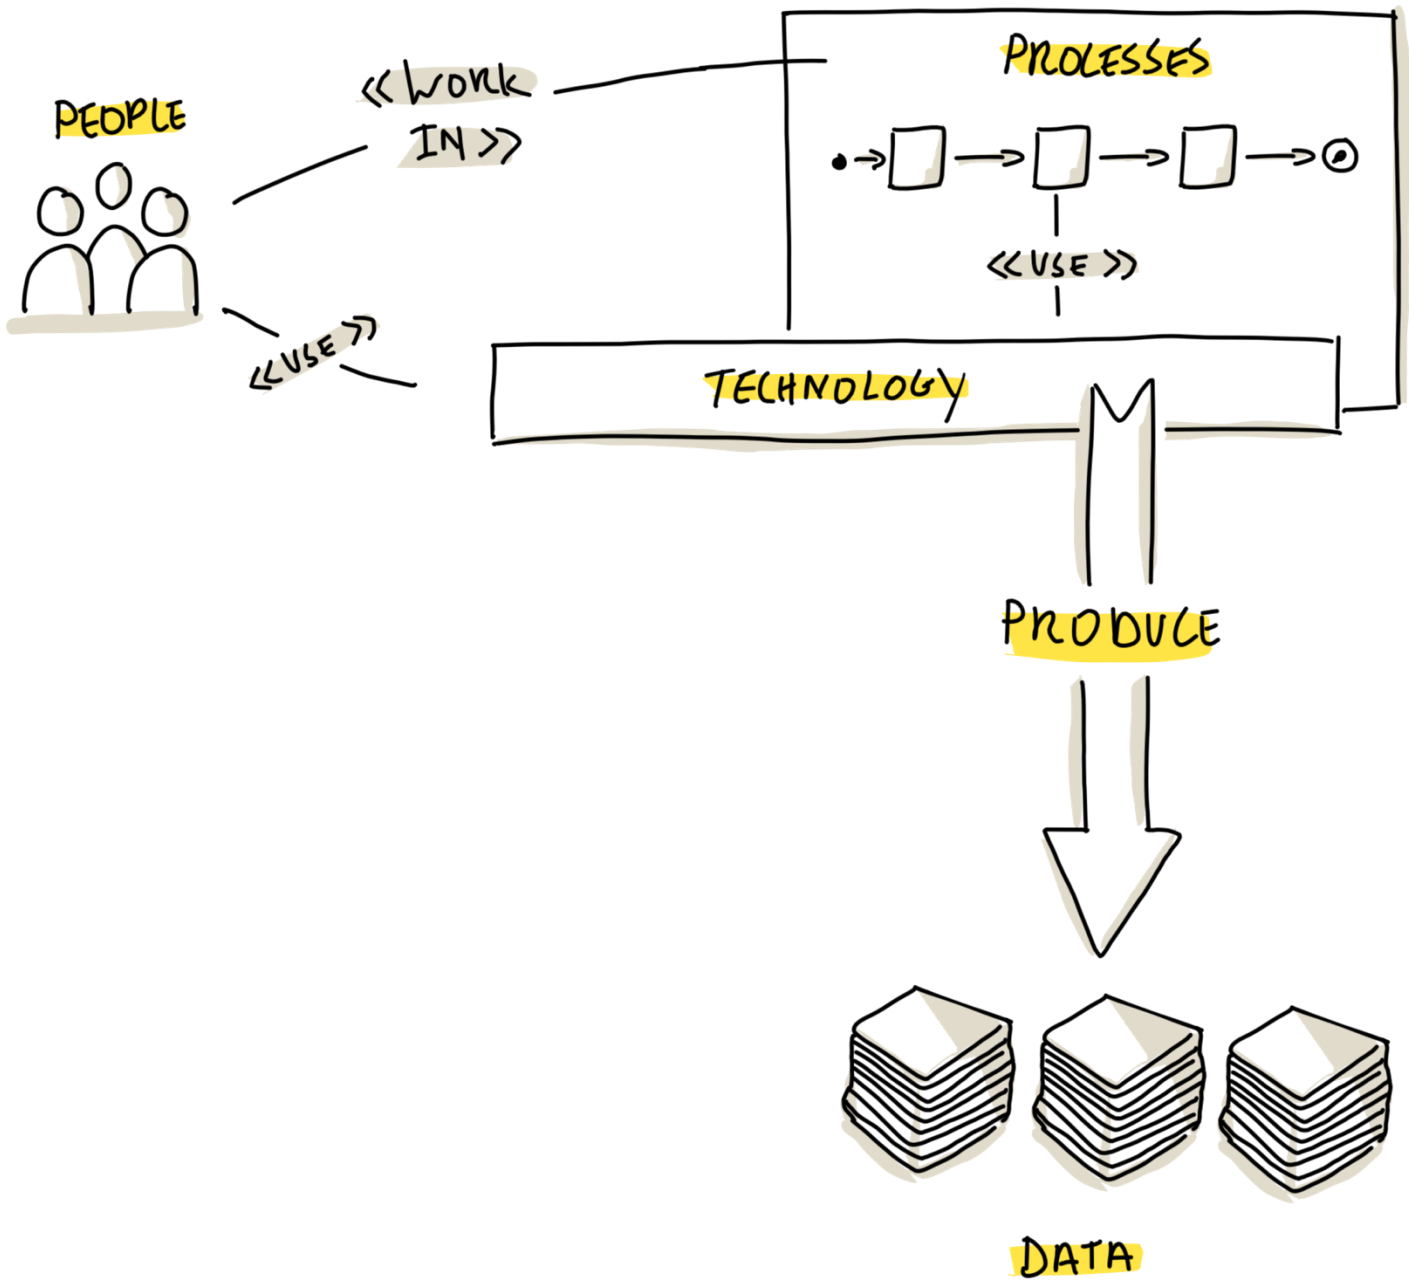 PEOPLE
<<WORK
IN>>
PROCESSES
<<USE>>
<<USE>>
TECHNOLOGY
PRODUCE
DATA